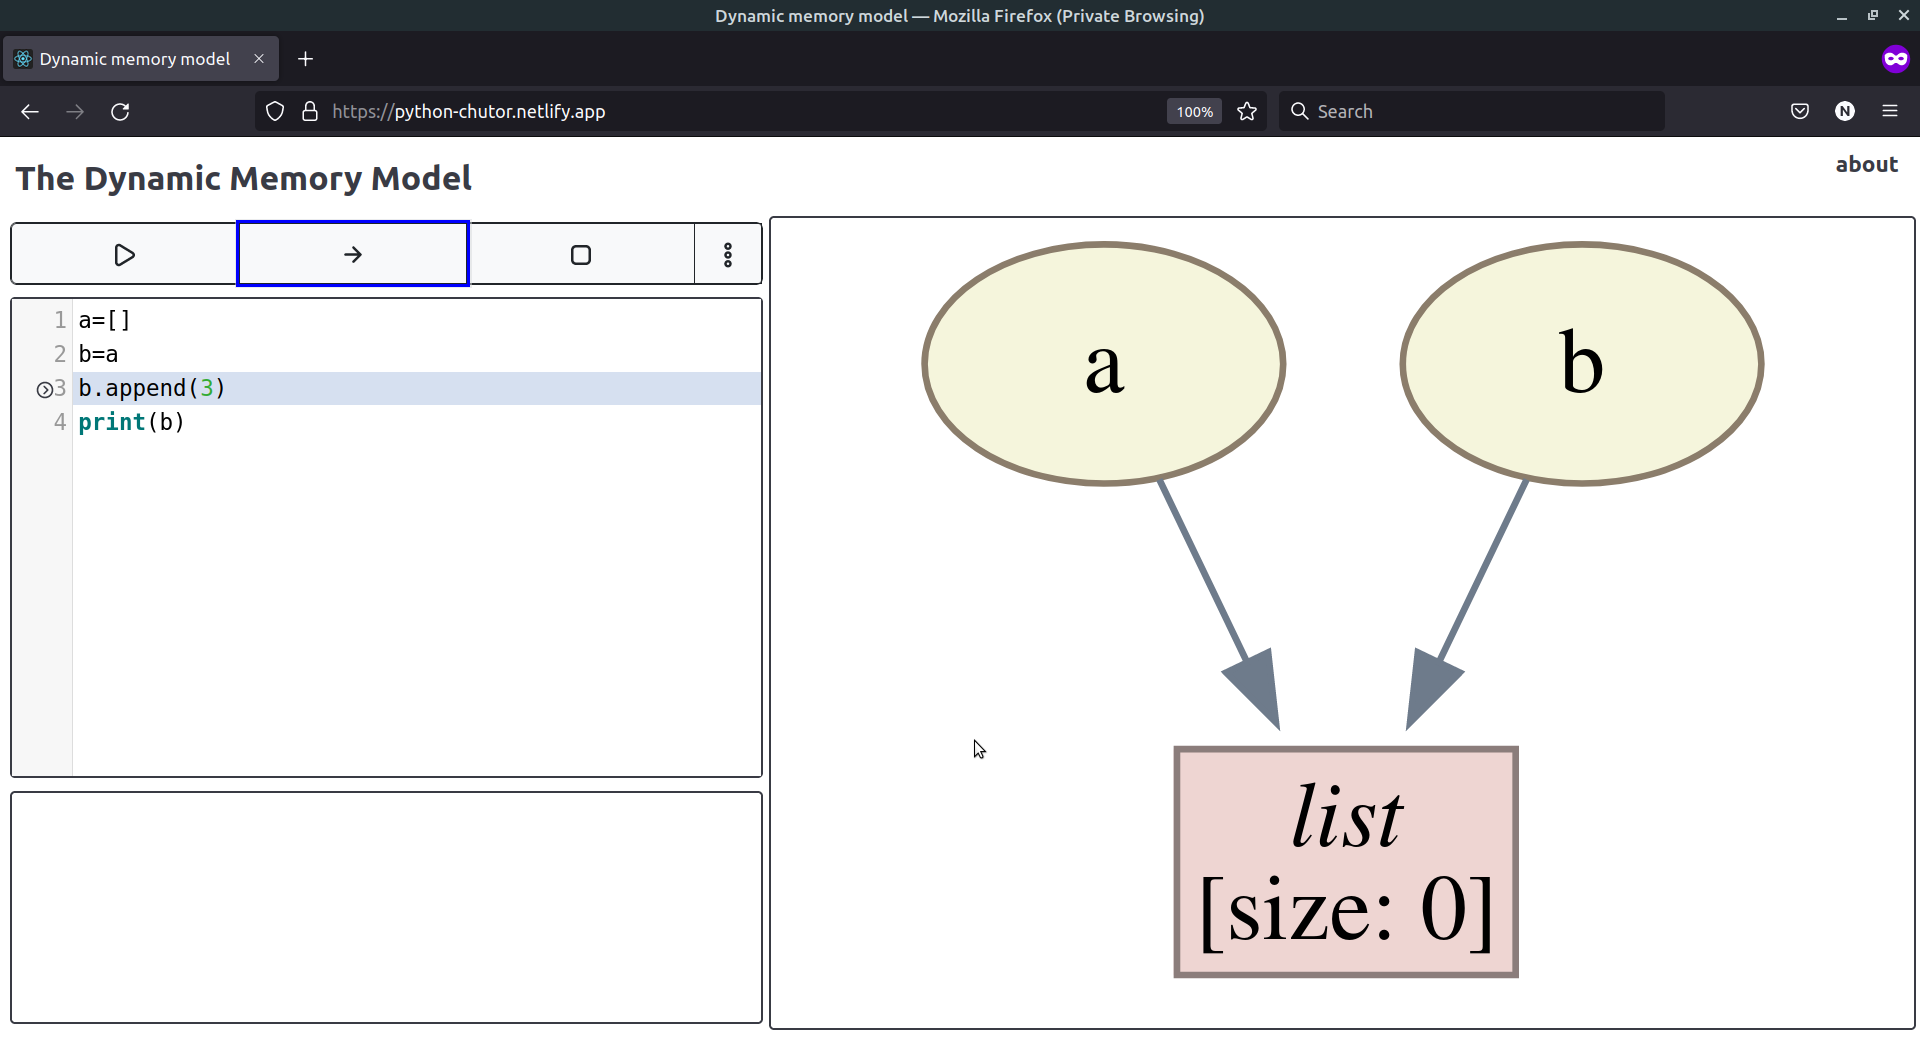 Dynamic memory model — Mozilla Firefox (Private Browsing)
Dynamic memory model
https://python-chutor.netlify.app
100%
Search
N
The Dynamic Memory Model
about
1 a=[]
2 b=a
3 b.append(3)
4 print(b)
a
b
list
[size: 0]